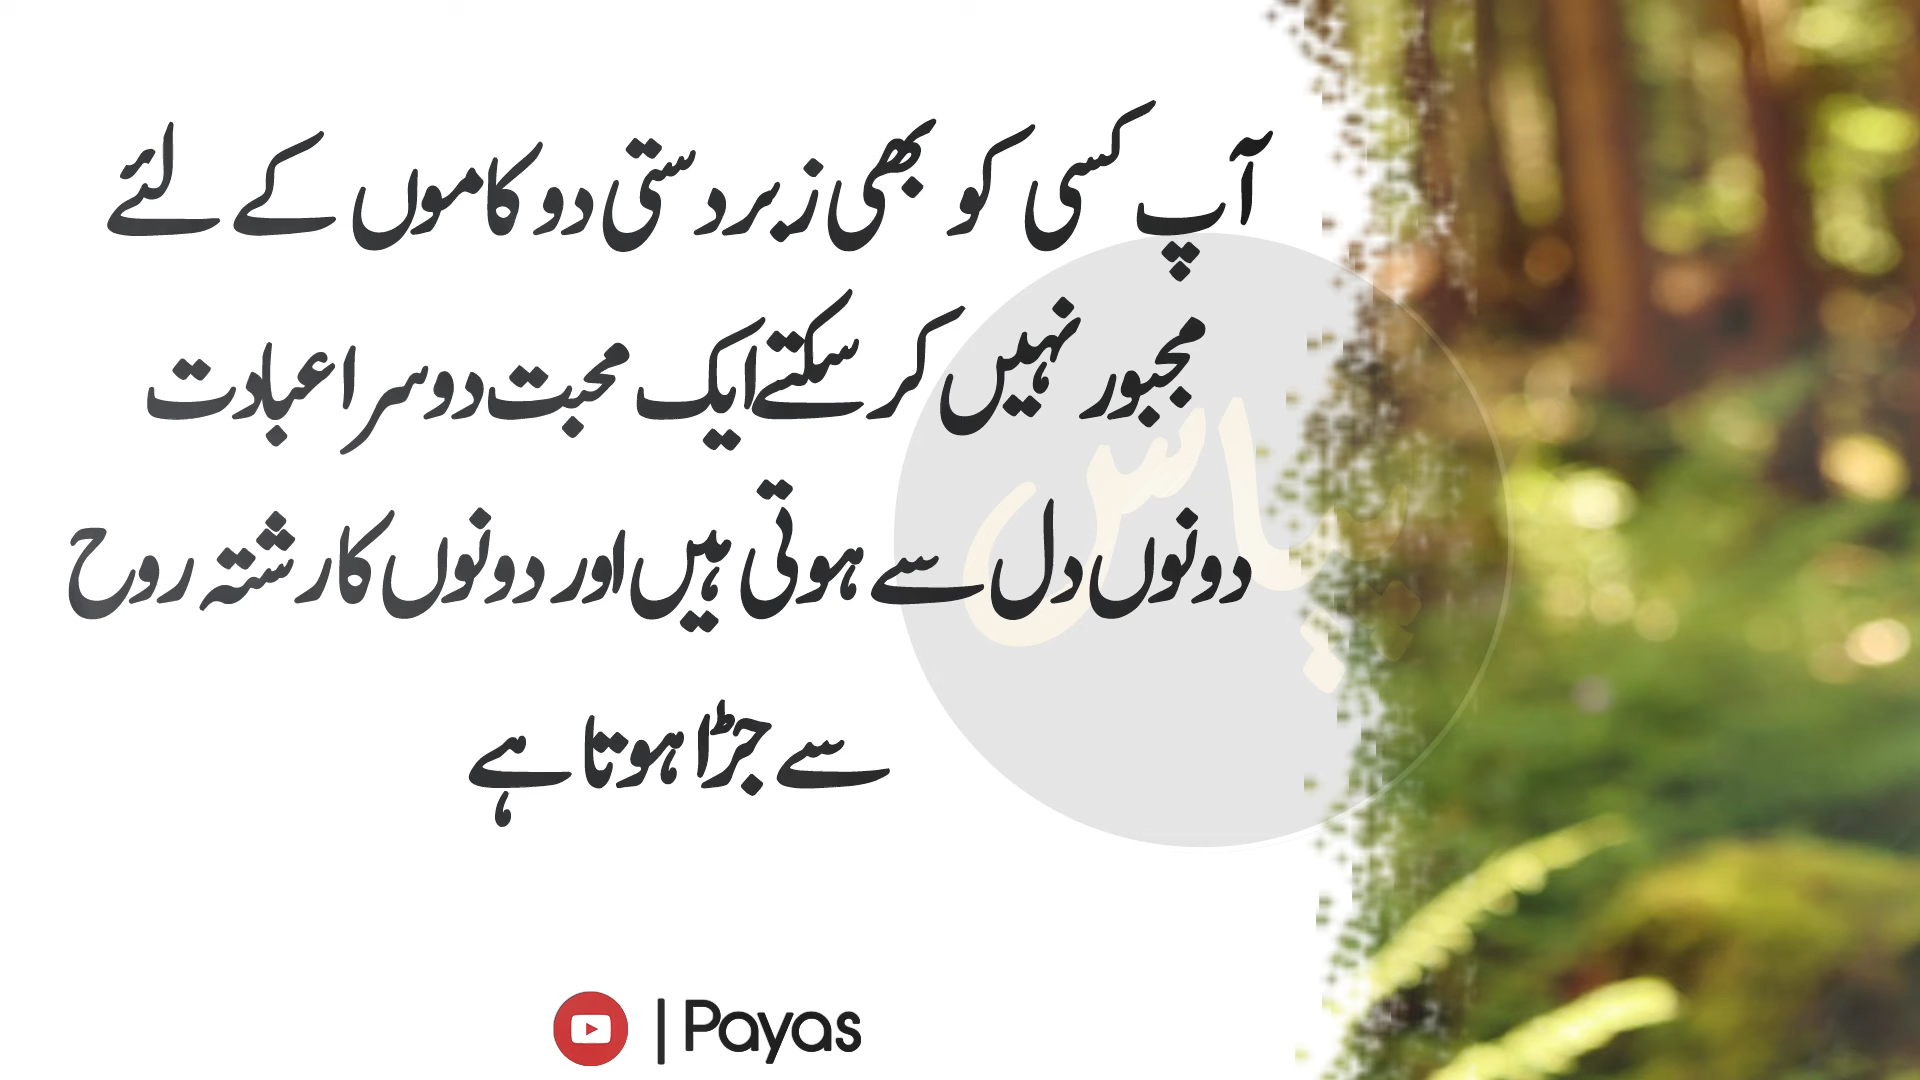 آپ کسی کو بھی زبردستی دو کاموں کے لئے
مجبور نہیں کر سکتے ایک محبت دوسرا عبادت
دونوں دل سے ہوتی ہیں اور دونوں کا رشتہ روح
سے جڑا ہوتا ہے
پیاس
| Payas